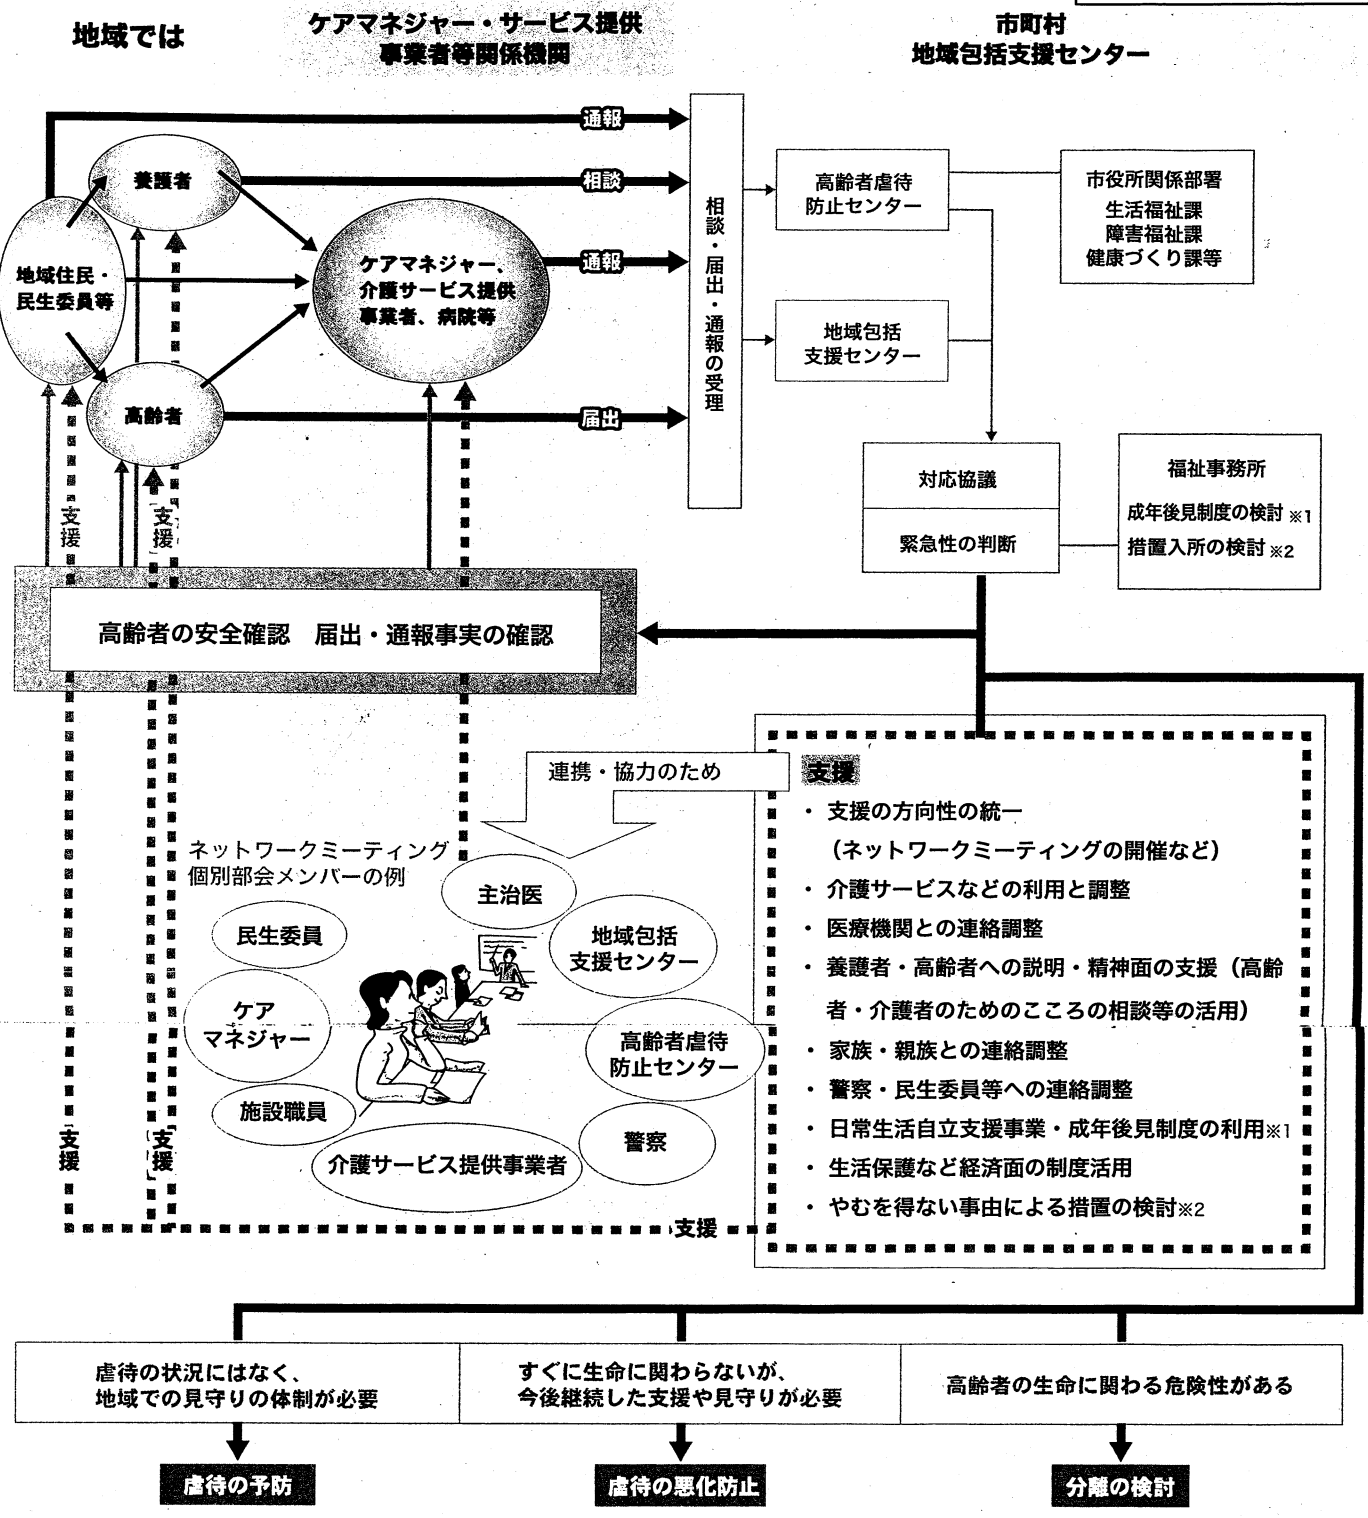 地域では
ケアマネジャー・サービス提供
事業者等関係機関
市町村
地域包括支援センター
通報
相談
通報
届出
養護者
地域住民・
民生委員等
高齢者
ケアマネジャー、
介護サービス提供
事業者、病院等
相談・届出・通報の受理
高齢者虐待
防止センター
市役所関係部署
生活福祉課
障害福祉課
健康づくり課等
地域包括
支援センター
対応協議
緊急性の判断
福祉事務所
成年後見制度の検討※1
措置入所の検討※2
支援
支援
高齢者の安全確認 届出・通報事実の確認
連携・協力のため
ネットワークミーティング
個別部会メンバーの例
主治医
民生委員
地域包括
支援センター
ケア
マネジャー
高齢者虐待
防止センター
施設職員
警察
介護サービス提供事業者
支援
支援
支援
支援
・ 支援の方向性の統一
（ネットワークミーティングの開催など）
・ 介護サービスなどの利用と調整
・ 医療機関との連絡調整
・ 養護者・高齢者への説明・精神面の支援（高齢
者・介護者のためのこころの相談等の活用）
・ 家族・親族との連絡調整
・ 警察・民生委員等への連絡調整
・ 日常生活自立支援事業・成年後見制度の利用※1
・ 生活保護など経済面の制度活用
・ やむを得ない事由による措置の検討※2
虐待の状況にはなく、
地域での見守りの体制が必要
すぐに生命に関わらないが、
今後継続した支援や見守りが必要
高齢者の生命に関わる危険性がある
虐待の予防
虐待の悪化防止
分離の検討